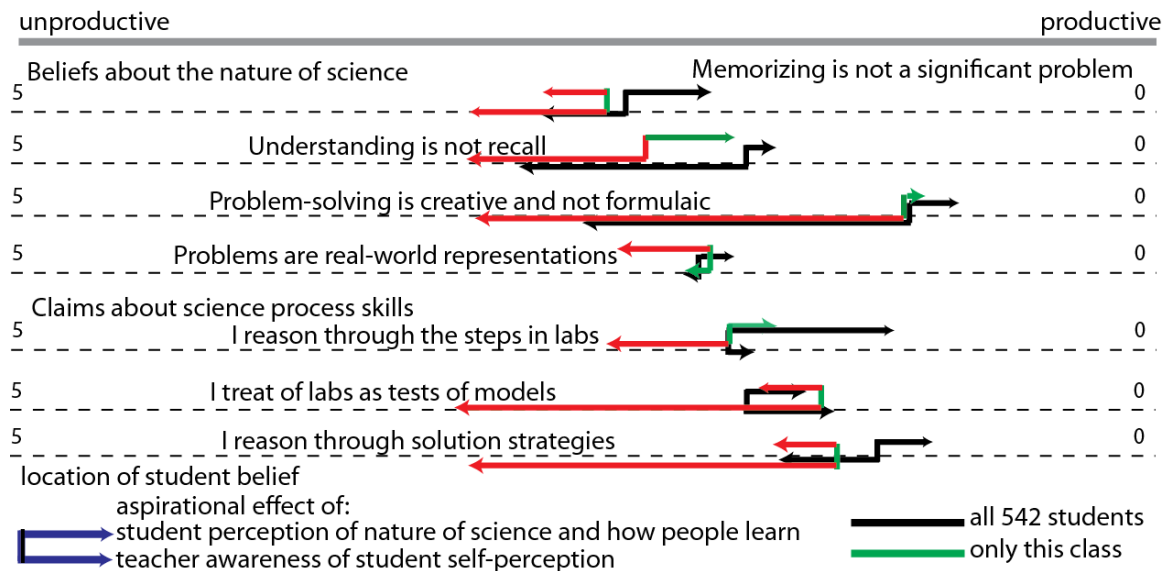 unproductive productive
Beliefs about the nature of science Memorizing is not a significant problem
5 0
Understanding is not recall
5 0
Problem-solving is creative and not formulaic
5 0
Problems are real-world representations
5 0
Claims about science process skills
I reason through the steps in labs
5 0
I treat of labs as tests of models
5 0
I reason through solution strategies
5 0
location of student belief
aspirational effect of:
student perception of nature of science and how people learn
teacher awareness of student self-perception
all 542 students
only this class